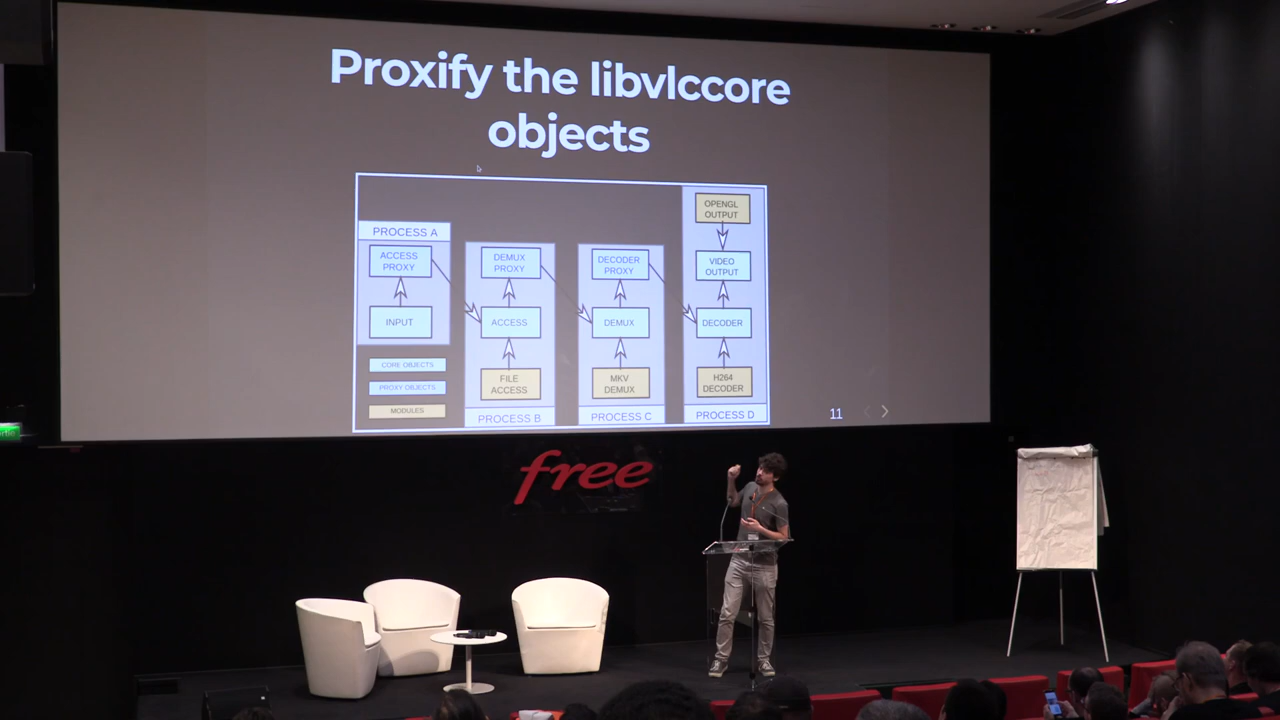 Proxify the libvlccore
objects
PROCESS A
ACCESS
PROXY
INPUT
CORE OBJECTS
PROXY OBJECTS
MODULES
DEMUX
PROXY
ACCESS
FILE
ACCESS
PROCESS B
DECODER
PROXY
DEMUX
MKV
DEMUX
PROCESS C
OPENGL
OUTPUT
VIDEO
OUTPUT
DECODER
H264
DECODER
PROCESS D
11
free